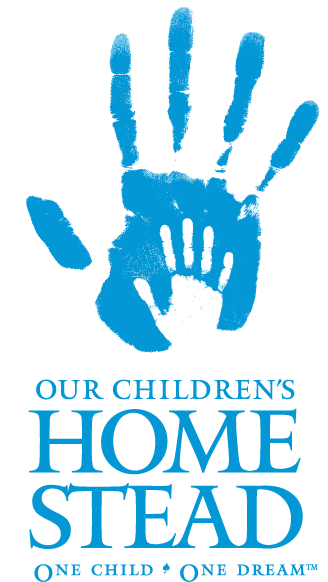 OUR CHILDREN'S
HOME
STEAD
ONE CHILD • ONE DREAM™